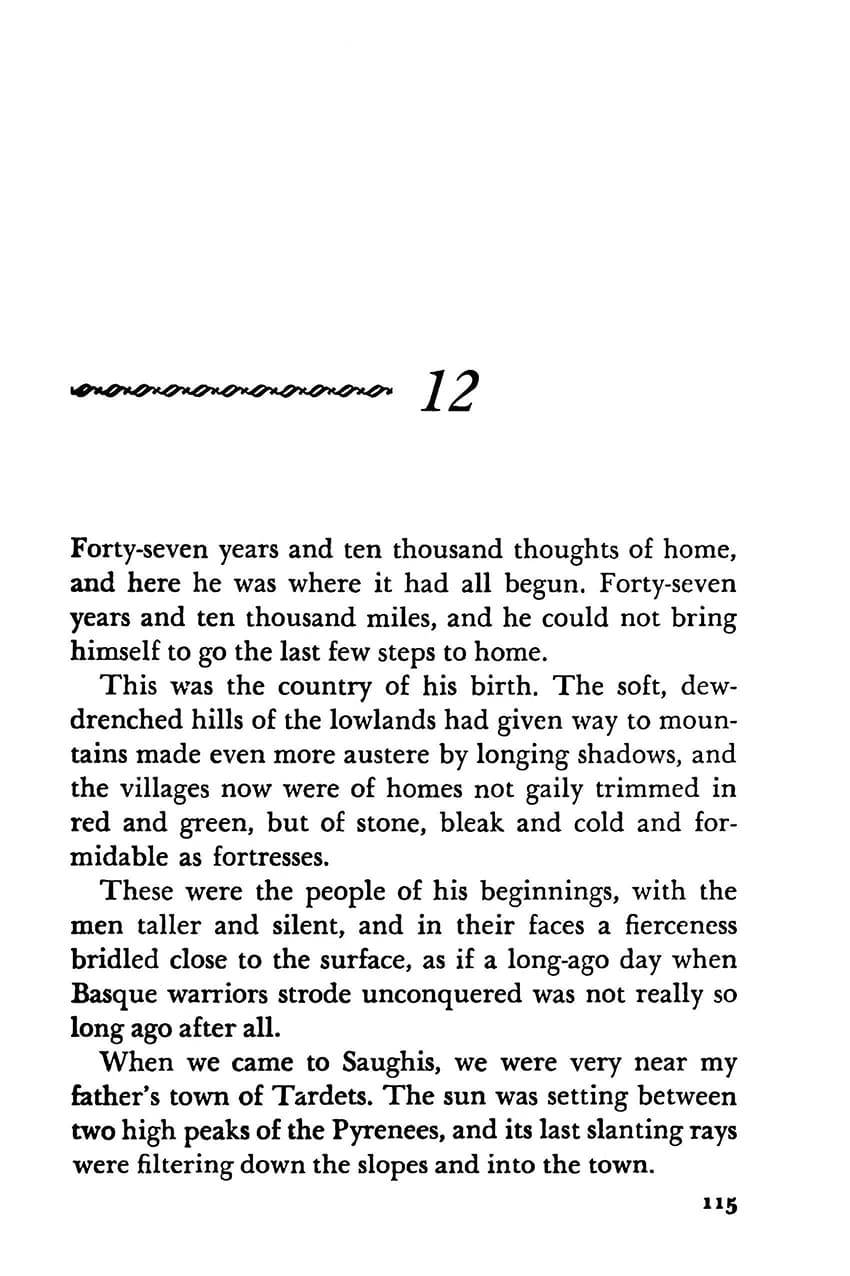 12
Forty-seven years and ten thousand thoughts of home,
and here he was where it had all begun. Forty-seven
years and ten thousand miles, and he could not bring
himself to go the last few steps to home.
This was the country of his birth. The soft, dew-
drenched hills of the lowlands had given way to moun-
tains made even more austere by longing shadows, and
the villages now were of homes not gaily trimmed in
red and green, but of stone, bleak and cold and for-
midable as fortresses.
These were the people of his beginnings, with the
men taller and silent, and in their faces a fierceness
bridled close to the surface, as if a long-ago day when
Basque warriors strode unconquered was not really so
long ago after all.
When we came to Saughis, we were very near my
father's town of Tardets. The sun was setting between
two high peaks of the Pyrenees, and its last slanting rays
were filtering down the slopes and into the town.
115